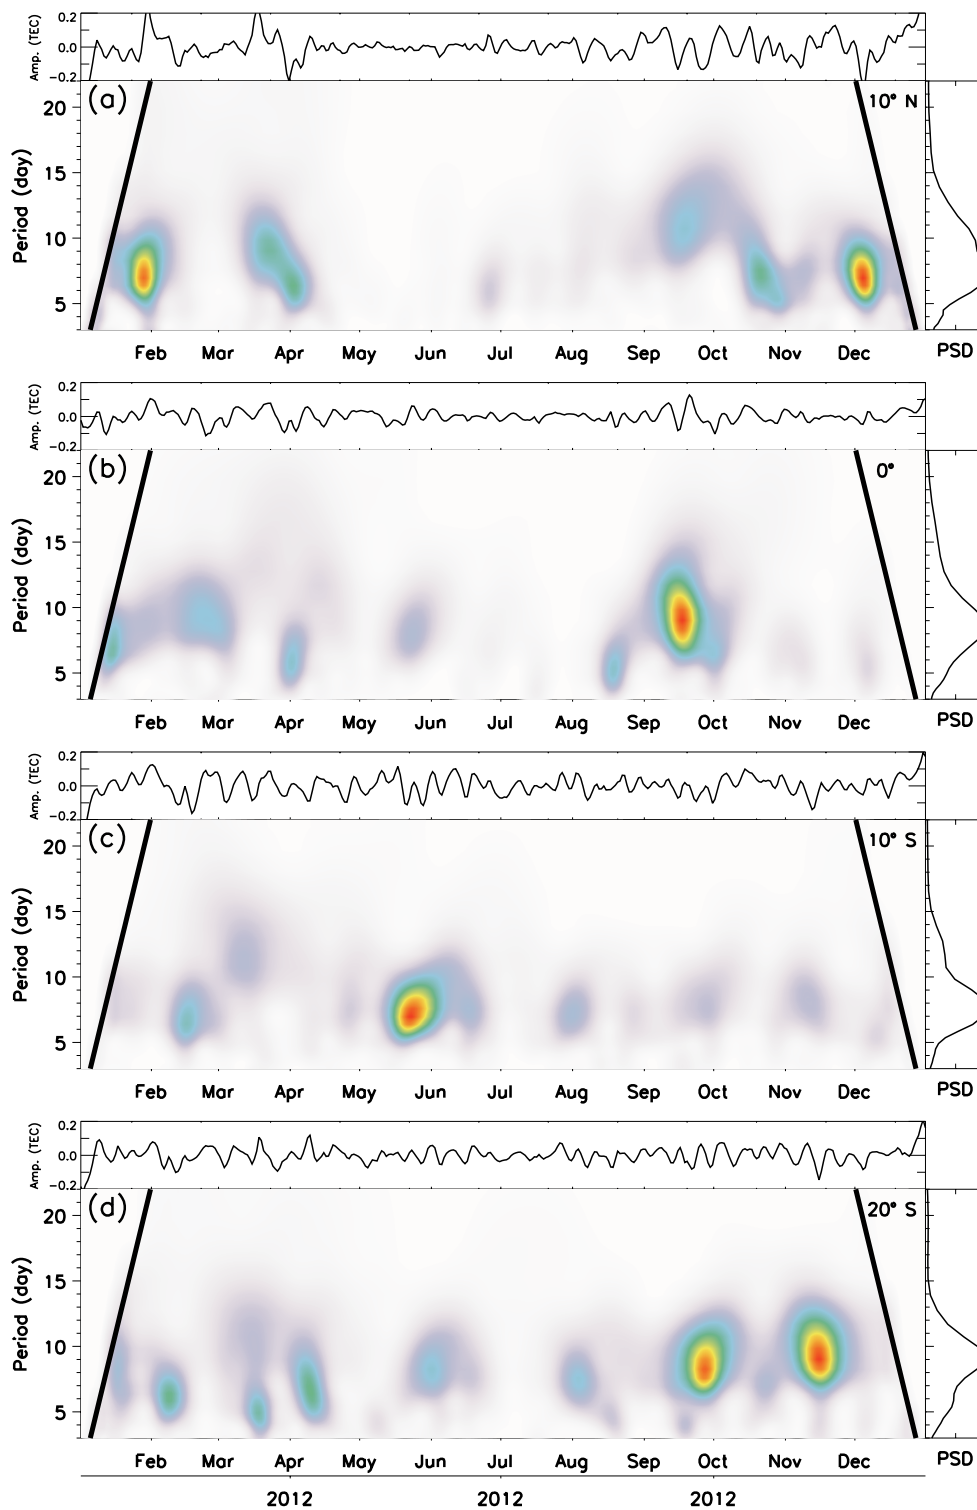 0.2
0.0
-0.2
Amp. (TEC)
(a)
10° N
20
15
10
5
Period (day)
Feb Mar Apr May Jun Jul Aug Sep Oct Nov Dec PSD
0.2
0.0
-0.2
Amp. (TEC)
(b)
0°
20
15
10
5
Period (day)
Feb Mar Apr May Jun Jul Aug Sep Oct Nov Dec PSD
0.2
0.0
-0.2
Amp. (TEC)
(c)
10° S
20
15
10
5
Period (day)
Feb Mar Apr May Jun Jul Aug Sep Oct Nov Dec PSD
0.2
0.0
-0.2
Amp. (TEC)
(d)
20° S
20
15
10
5
Period (day)
Feb Mar Apr May Jun Jul Aug Sep Oct Nov Dec PSD
2012 2012 2012